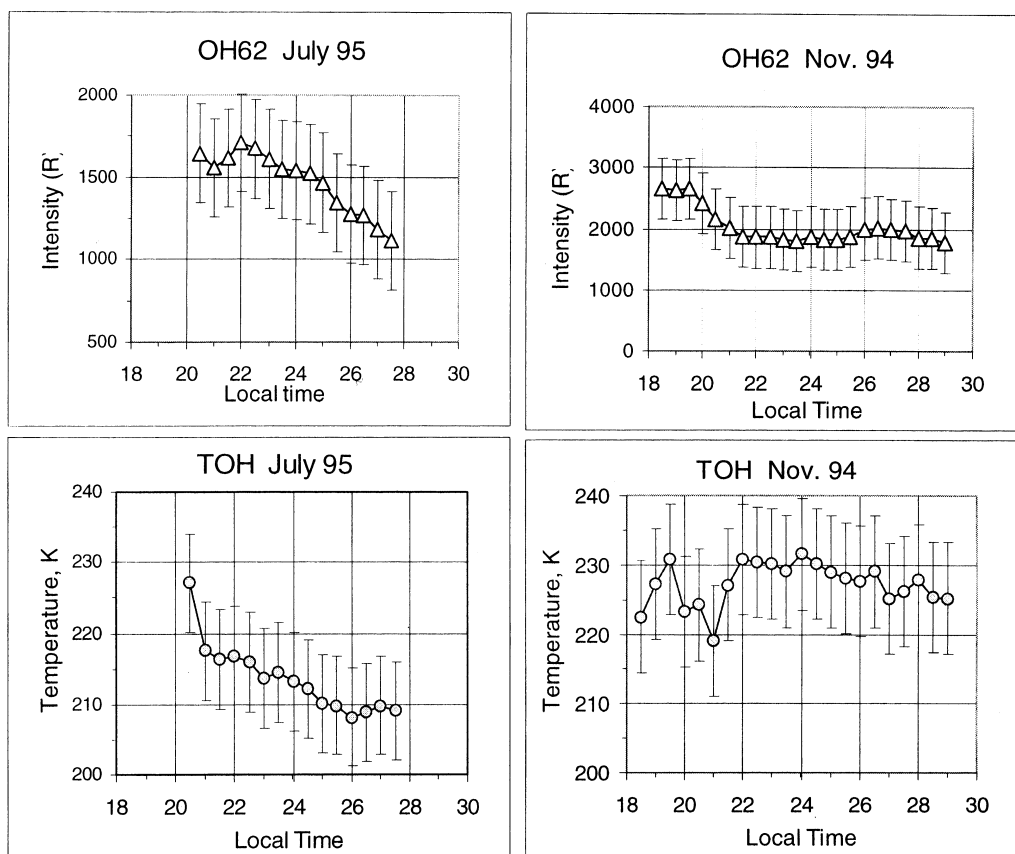 OH62 July 95
2000
1500
1000
500
Intensity (R)
18 20 22 24 26 28 30
Local time
OH62 Nov. 94
4000
3000
2000
1000
0
Intensity (R)
18 20 22 24 26 28 30
Local Time
TOH July 95
240
230
220
210
200
Temperature, K
18 20 22 24 26 28 30
Local Time
TOH Nov. 94
240
230
220
210
200
Temperature, K
18 20 22 24 26 28 30
Local Time